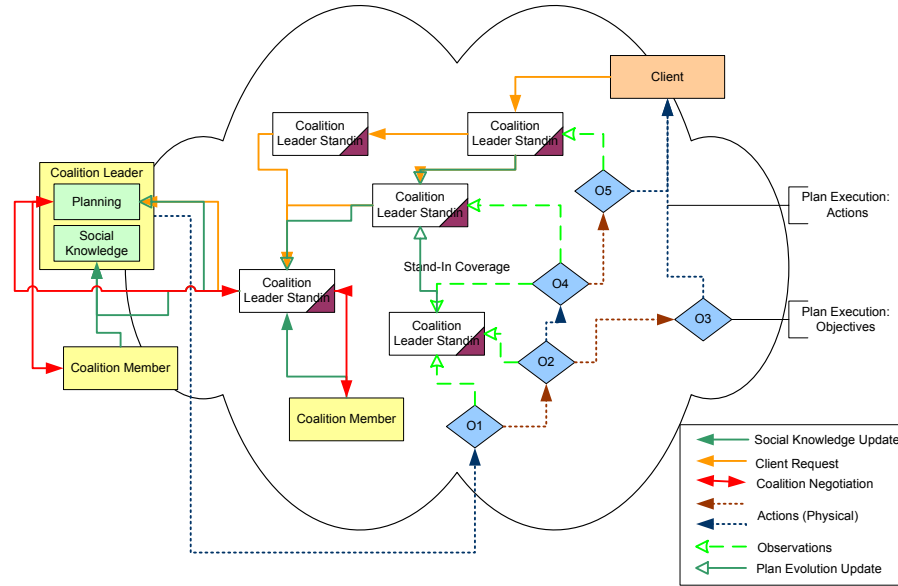 Client
Coalition
Leader Standin
Coalition
Leader Standin
Coalition Leader
Planning
Social
Knowledge
Coalition
Leader Standin
O5
Plan Execution:
Actions
Stand-In Coverage
Coalition
Leader Standin
O4
Coalition
Leader Standin
O3
Plan Execution:
Objectives
O2
Coalition Member
Coalition Member
O1
Social Knowledge Update
Client Request
Coalition Negotiation
Actions (Physical)
Observations
Plan Evolution Update